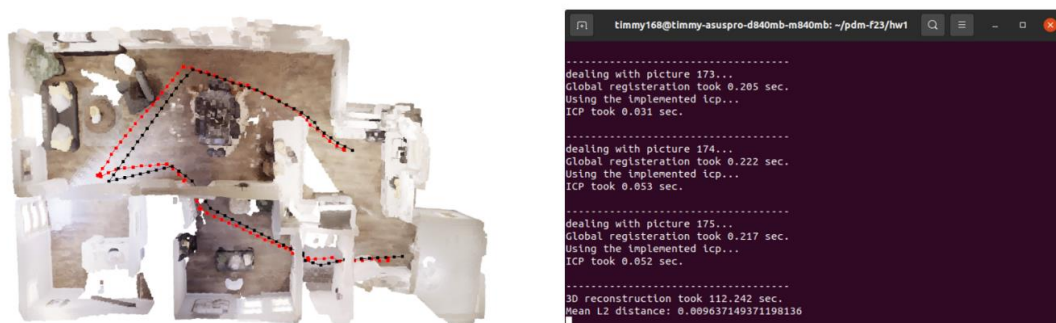 timmy168@timmy-asuspro-d840mb-m840mb: ~/pdm-f23/hw1
------------------------------------
dealing with picture 173...
Global registeration took 0.205 sec.
Using the implemented icp...
ICP took 0.031 sec.
------------------------------------
dealing with picture 174...
Global registeration took 0.222 sec.
Using the implemented icp...
ICP took 0.053 sec.
------------------------------------
dealing with picture 175...
Global registeration took 0.217 sec.
Using the implemented icp...
ICP took 0.052 sec.
------------------------------------
3D reconstruction took 112.242 sec.
Mean L2 distance: 0.009637149371198136